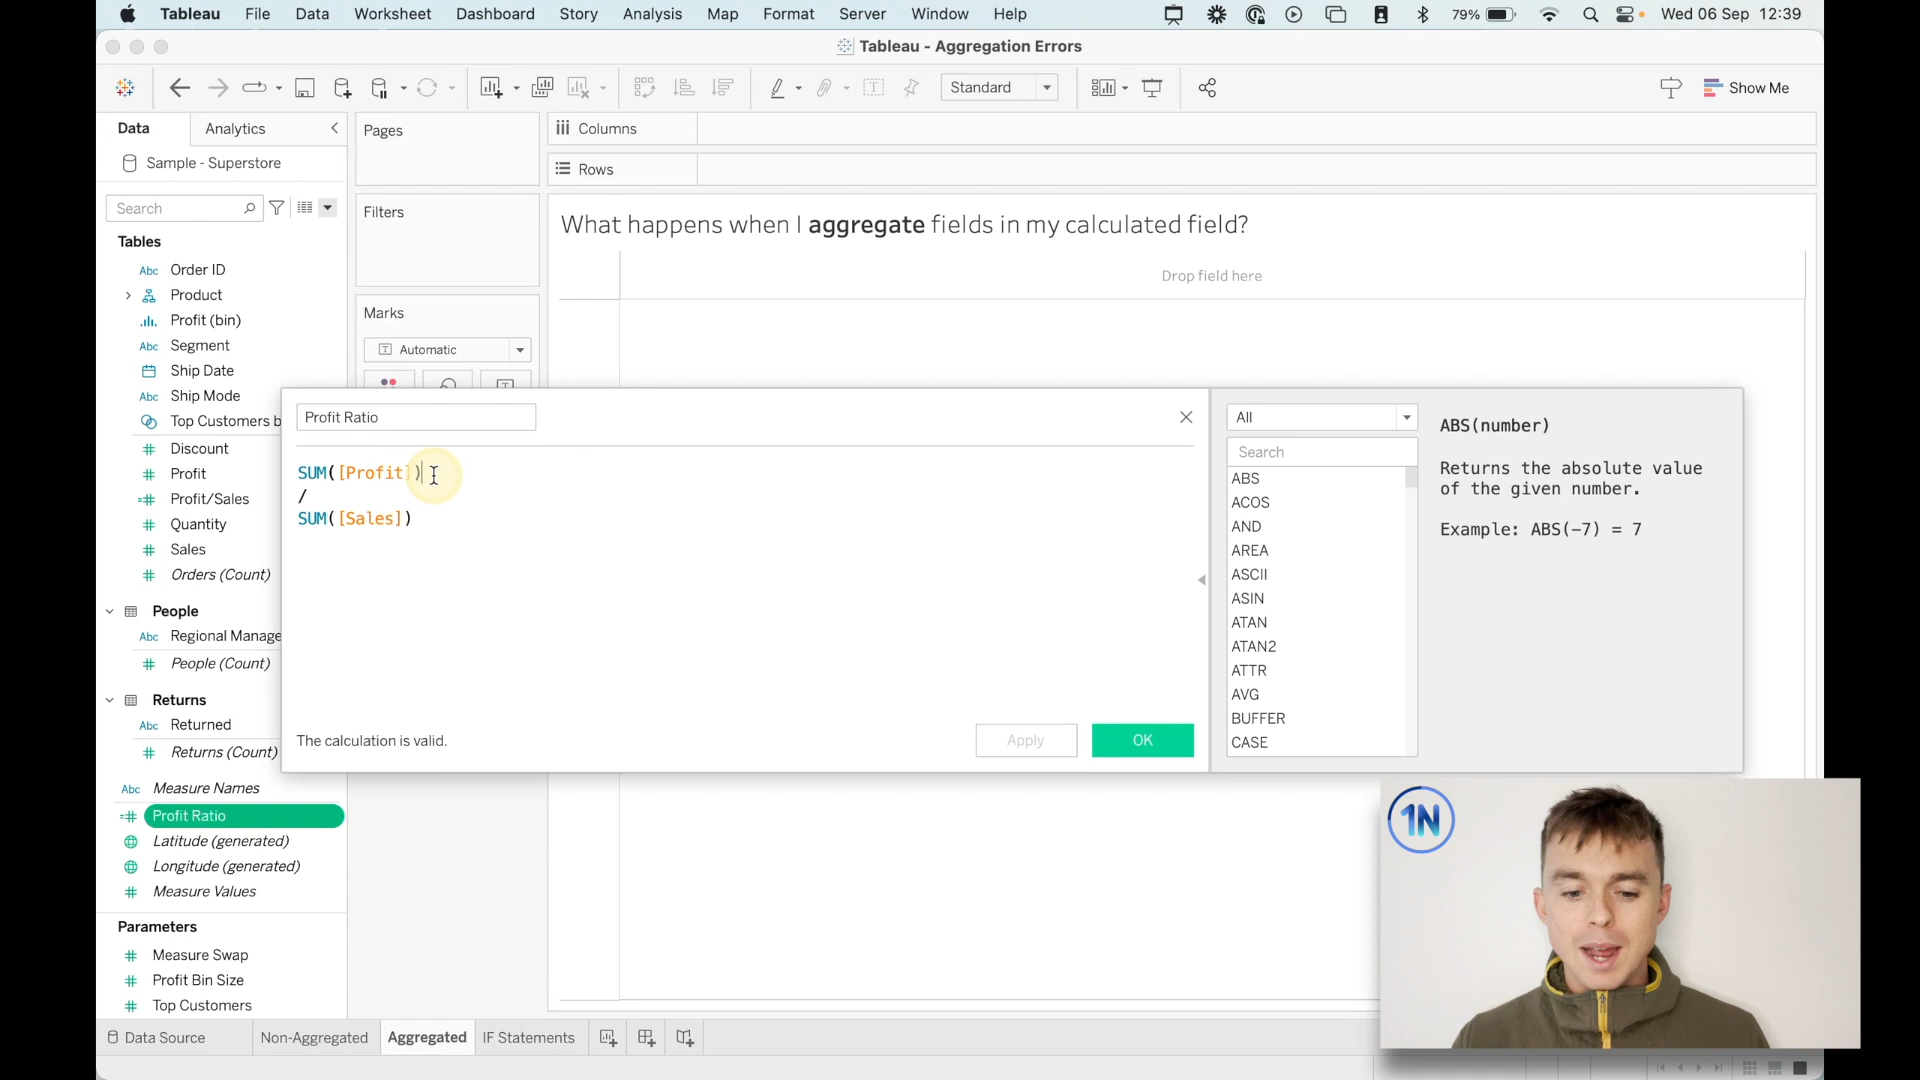 Tableau File Data Worksheet Dashboard Story Analysis Map Format Server Window Help 79% Wed 06 Sep 12:39
Tableau - Aggregation Errors
Standard Show Me
Data Analytics
Sample - Superstore
Search
Tables
Abc Order ID
Product
Profit (bin)
Abc Segment
Ship Date
Abc Ship Mode
Top Customers b
Discount
Profit
Profit/Sales
Quantity
Sales
Orders (Count)
People
Abc Regional Manage
People (Count)
Returns
Abc Returned
Returns (Count)
Abc Measure Names
Profit Ratio
Latitude (generated)
Longitude (generated)
Measure Values
Parameters
Measure Swap
Profit Bin Size
Top Customers
Pages
Filters
Marks
Automatic
Columns
Rows
What happens when I aggregate fields in my calculated field?
Drop field here
Profit Ratio
SUM([Profit])
/
SUM([Sales])
The calculation is valid.
Apply OK
All
Search
ABS
ACOS
AND
AREA
ASCII
ASIN
ATAN
ATAN2
ATTR
AVG
BUFFER
CASE
ABS(number)
Returns the absolute value
of the given number.
Example: ABS(-7) = 7
1N
Data Source Non-Aggregated Aggregated IF Statements